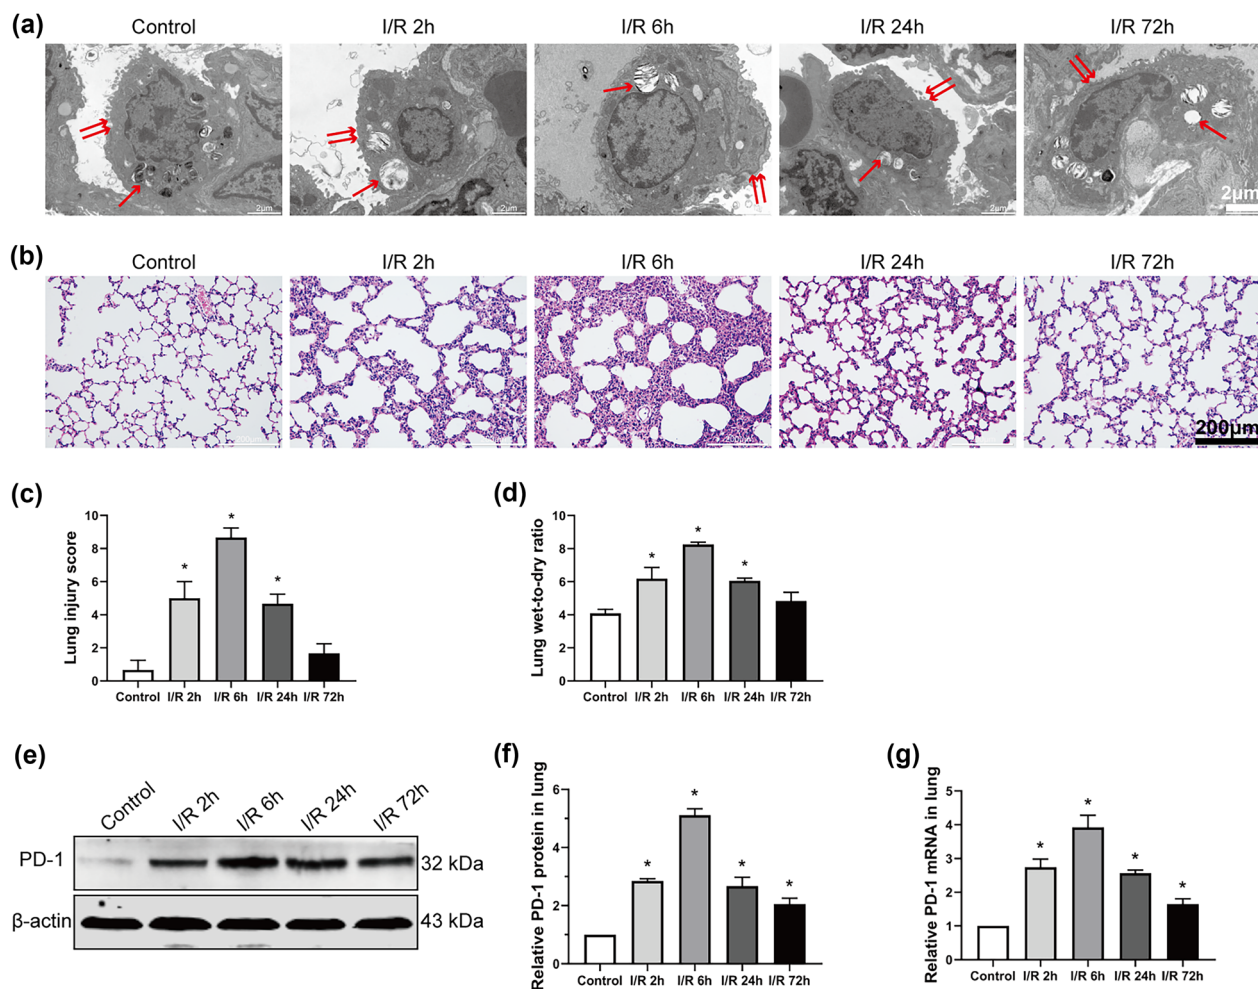 (a)
Control I/R 2h I/R 6h I/R 24h I/R 72h
2μm 2μm 2μm 2μm
(b)
Control I/R 2h I/R 6h I/R 24h I/R 72h
200μm
(c)
Lung injury score
10
8
6
4
2
0
* * *
Control I/R 2h I/R 6h I/R 24h I/R 72h
(d)
Lung wet-to-dry ratio
10
8
6
4
2
0
* * *
Control I/R 2h I/R 6h I/R 24h I/R 72h
(e)
Control I/R 2h I/R 6h I/R 24h I/R 72h
PD-1 32 kDa
β-actin 43 kDa
(f)
Relative PD-1 protein in lung
6
4
2
0
* * * *
Control I/R 2h I/R 6h I/R 24h I/R 72h
(g)
Relative PD-1 mRNA in lung
5
4
3
2
1
0
* * * *
Control I/R 2h I/R 6h I/R 24h I/R 72h